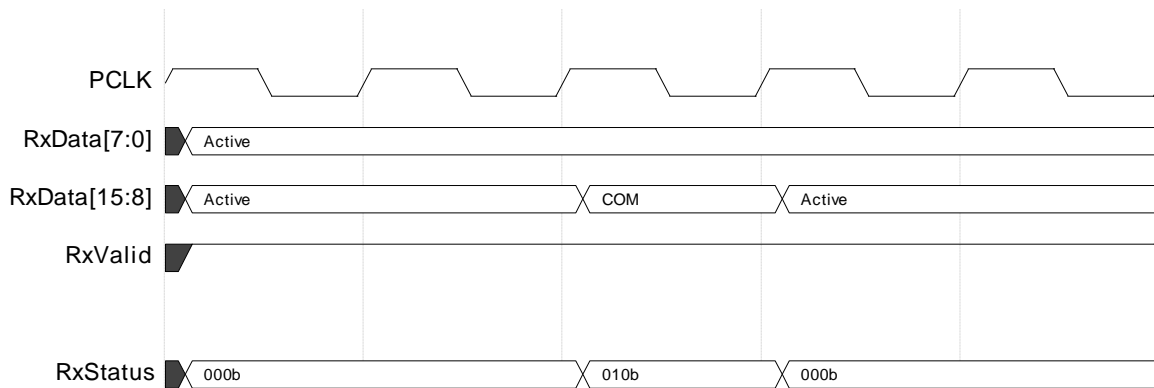 PCLK
RxData[7:0] Active
RxData[15:8] Active COM Active
RxValid
RxStatus 000b 010b 000b